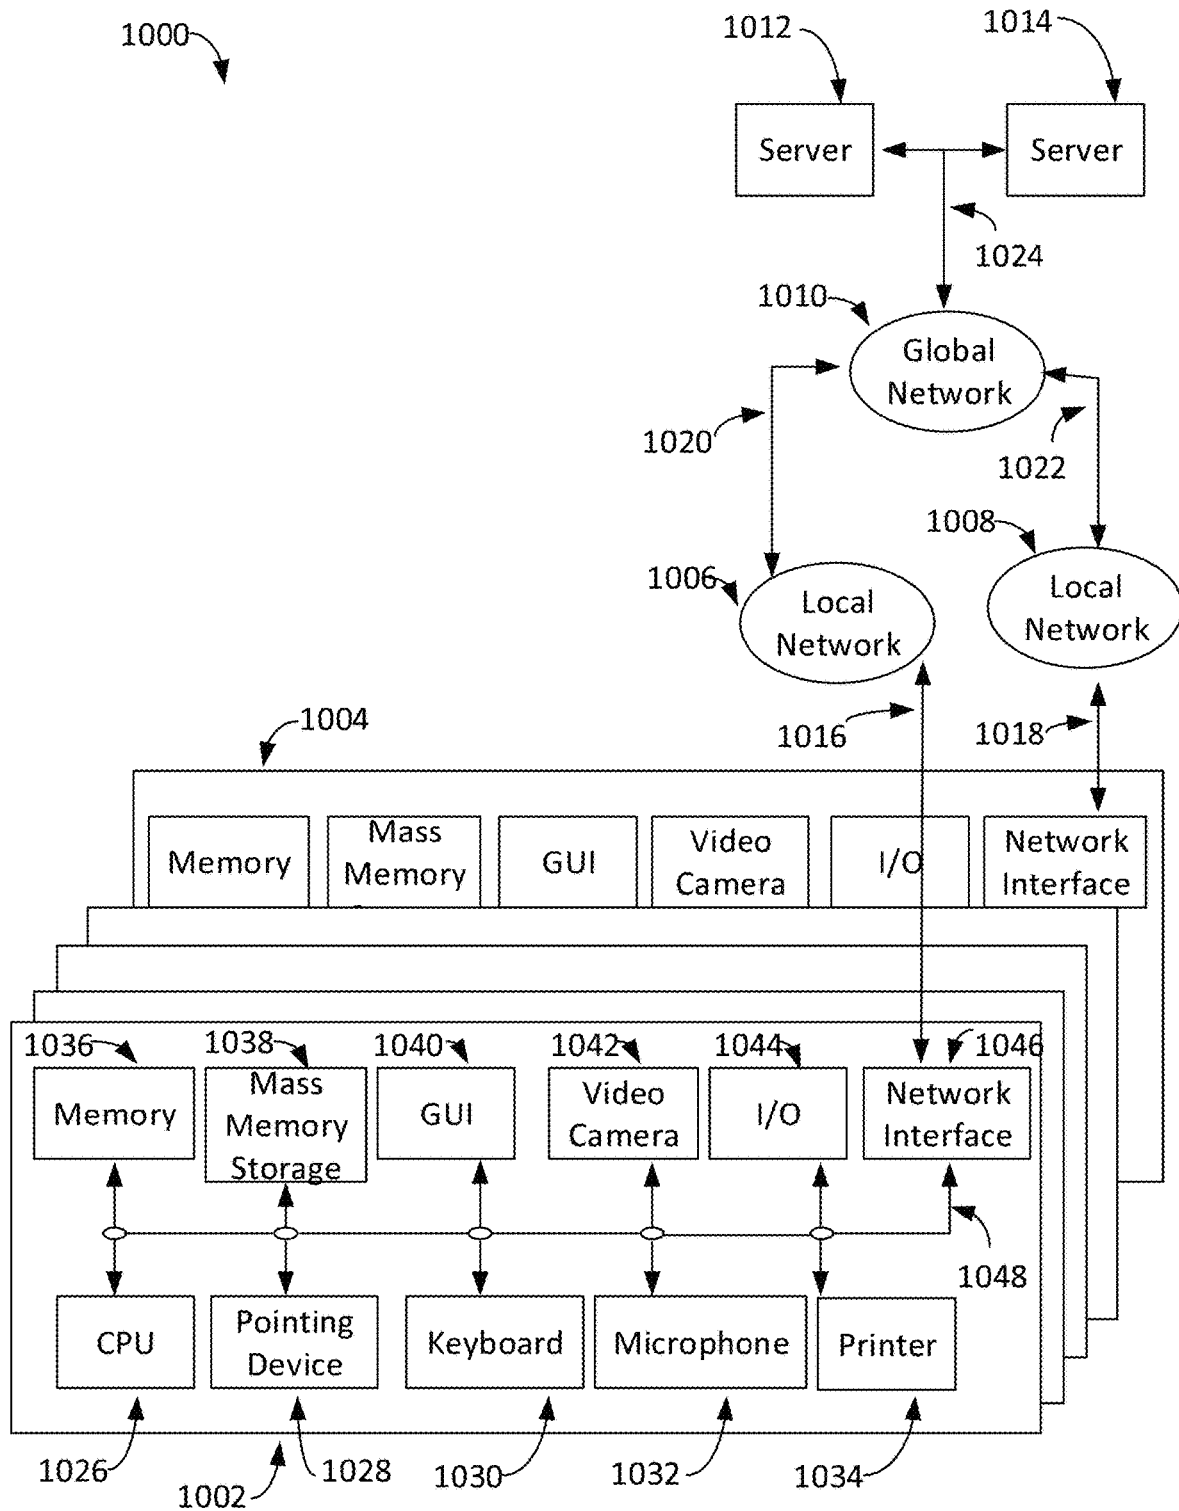 1000
1012
1014
Server
Server
1024
1010
Global
Network
1020
1022
1008
1006
Local
Network
Local
Network
1004
1016
1018
Memory
Mass
Memory
GUI
Video
Camera
I/O
Network
Interface
1036
1038
1040
1042
1044
1046
Memory
Mass
Memory
Storage
GUI
Video
Camera
I/O
Network
Interface
1048
CPU
Pointing
Device
Keyboard
Microphone
Printer
1026
1002
1028
1030
1032
1034